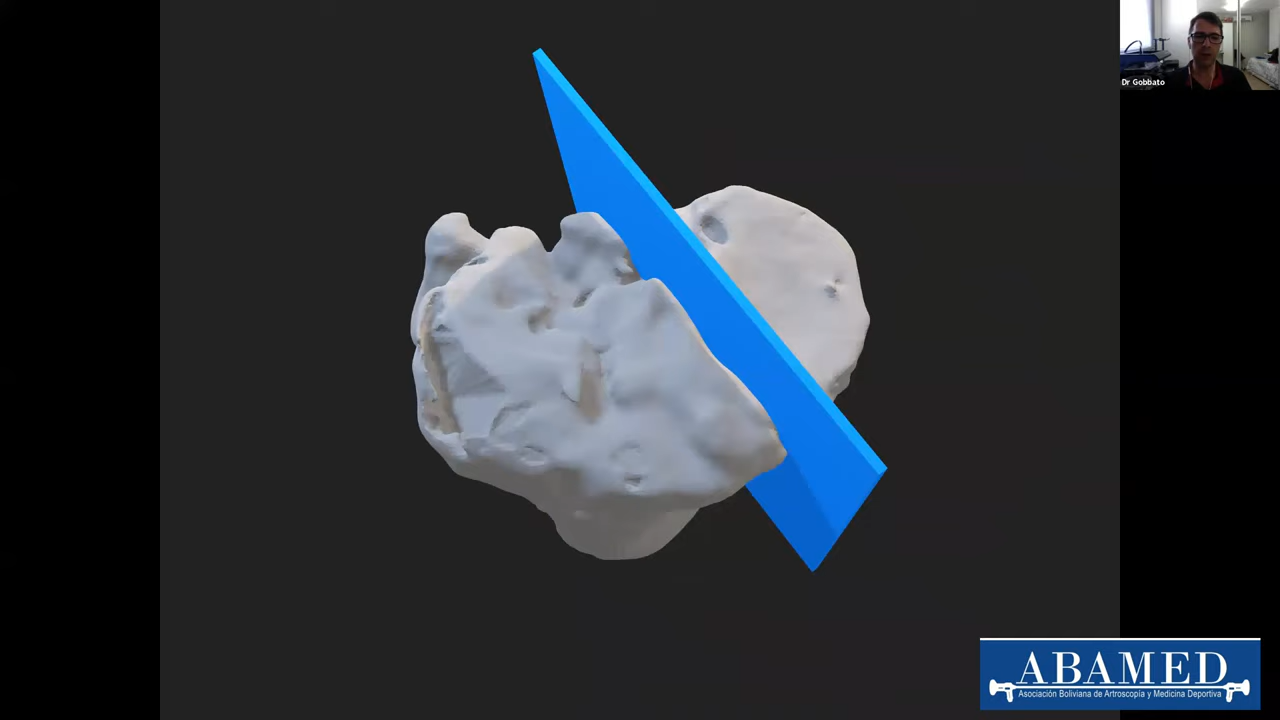 Dr Gobbato
ABAMED
Asociación Boliviana de Artroscopía y Medicina Deportiva